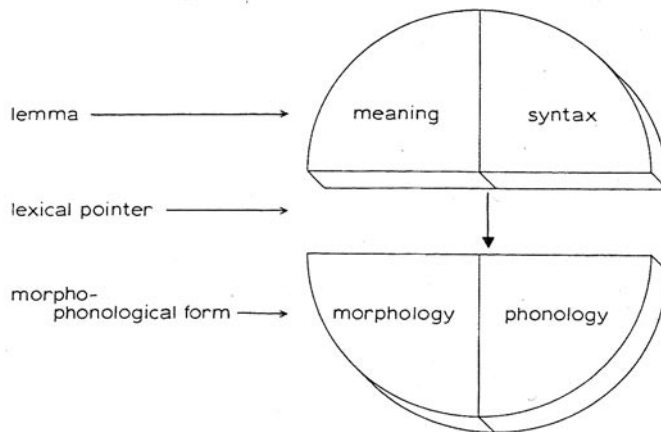 lemma
meaning
syntax
lexical pointer
morpho-
phonological form
morphology
phonology